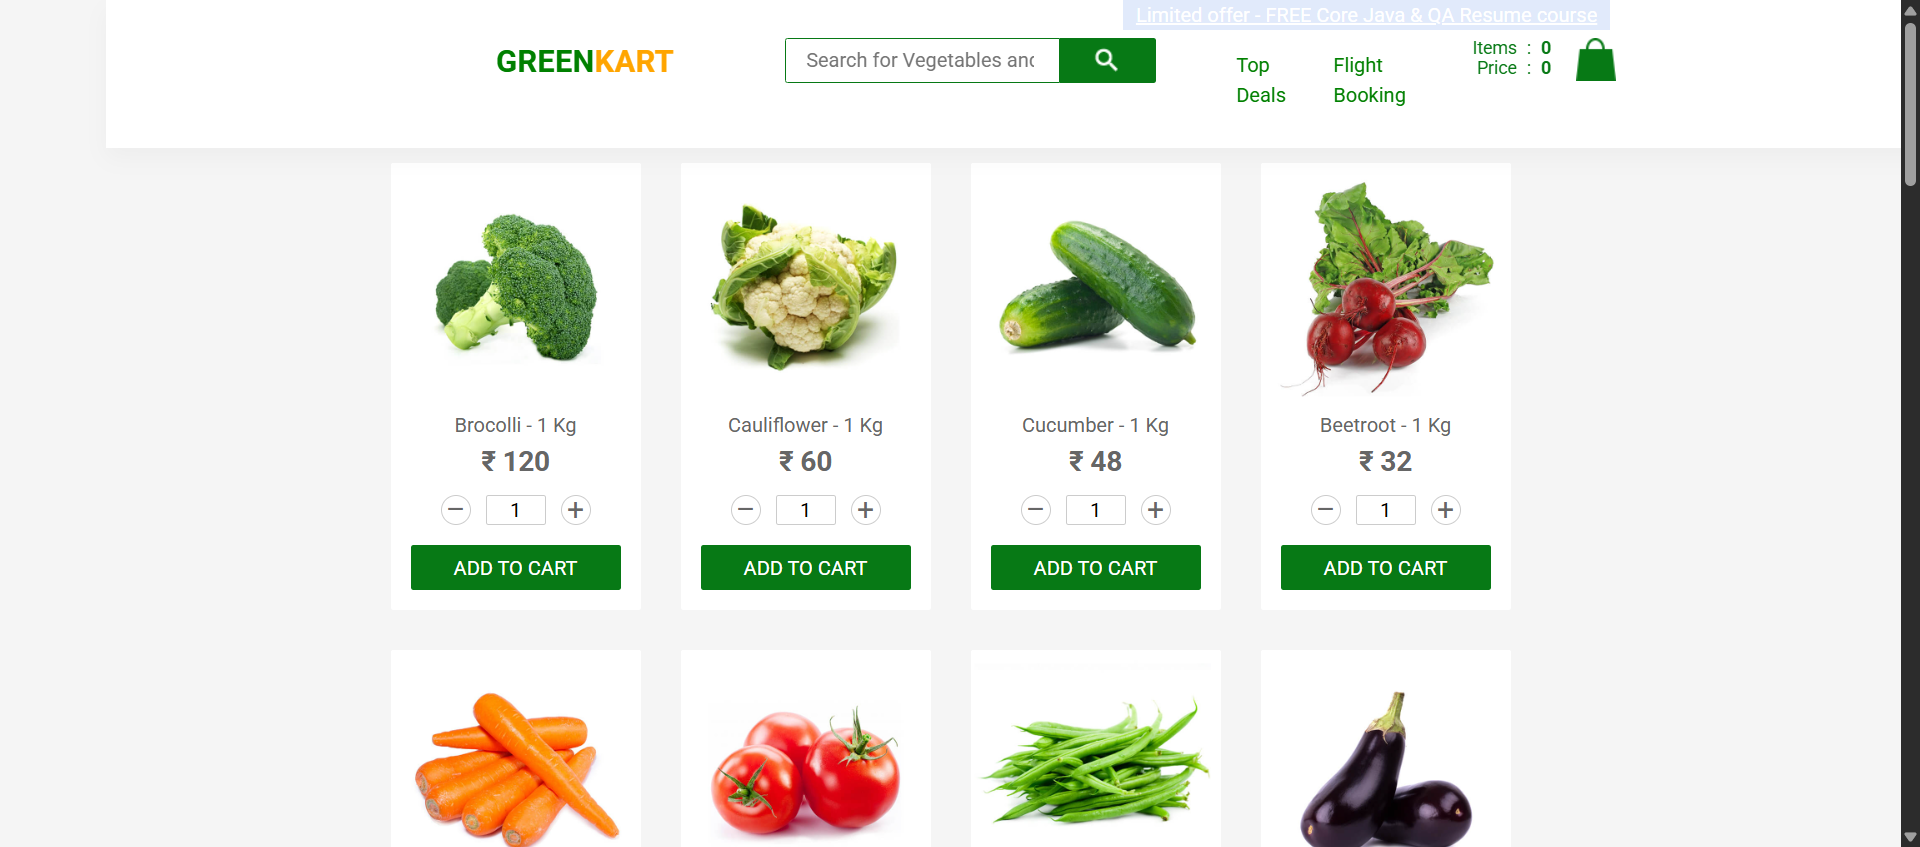 Limited offer - FREE Core Java & QA Resume course
GREENKART
Search for Vegetables and
Top Deals
Flight Booking
Items : 0
Price : 0
Brocolli - 1 Kg
₹ 120
− 1 +
ADD TO CART
Cauliflower - 1 Kg
₹ 60
− 1 +
ADD TO CART
Cucumber - 1 Kg
₹ 48
− 1 +
ADD TO CART
Beetroot - 1 Kg
₹ 32
− 1 +
ADD TO CART